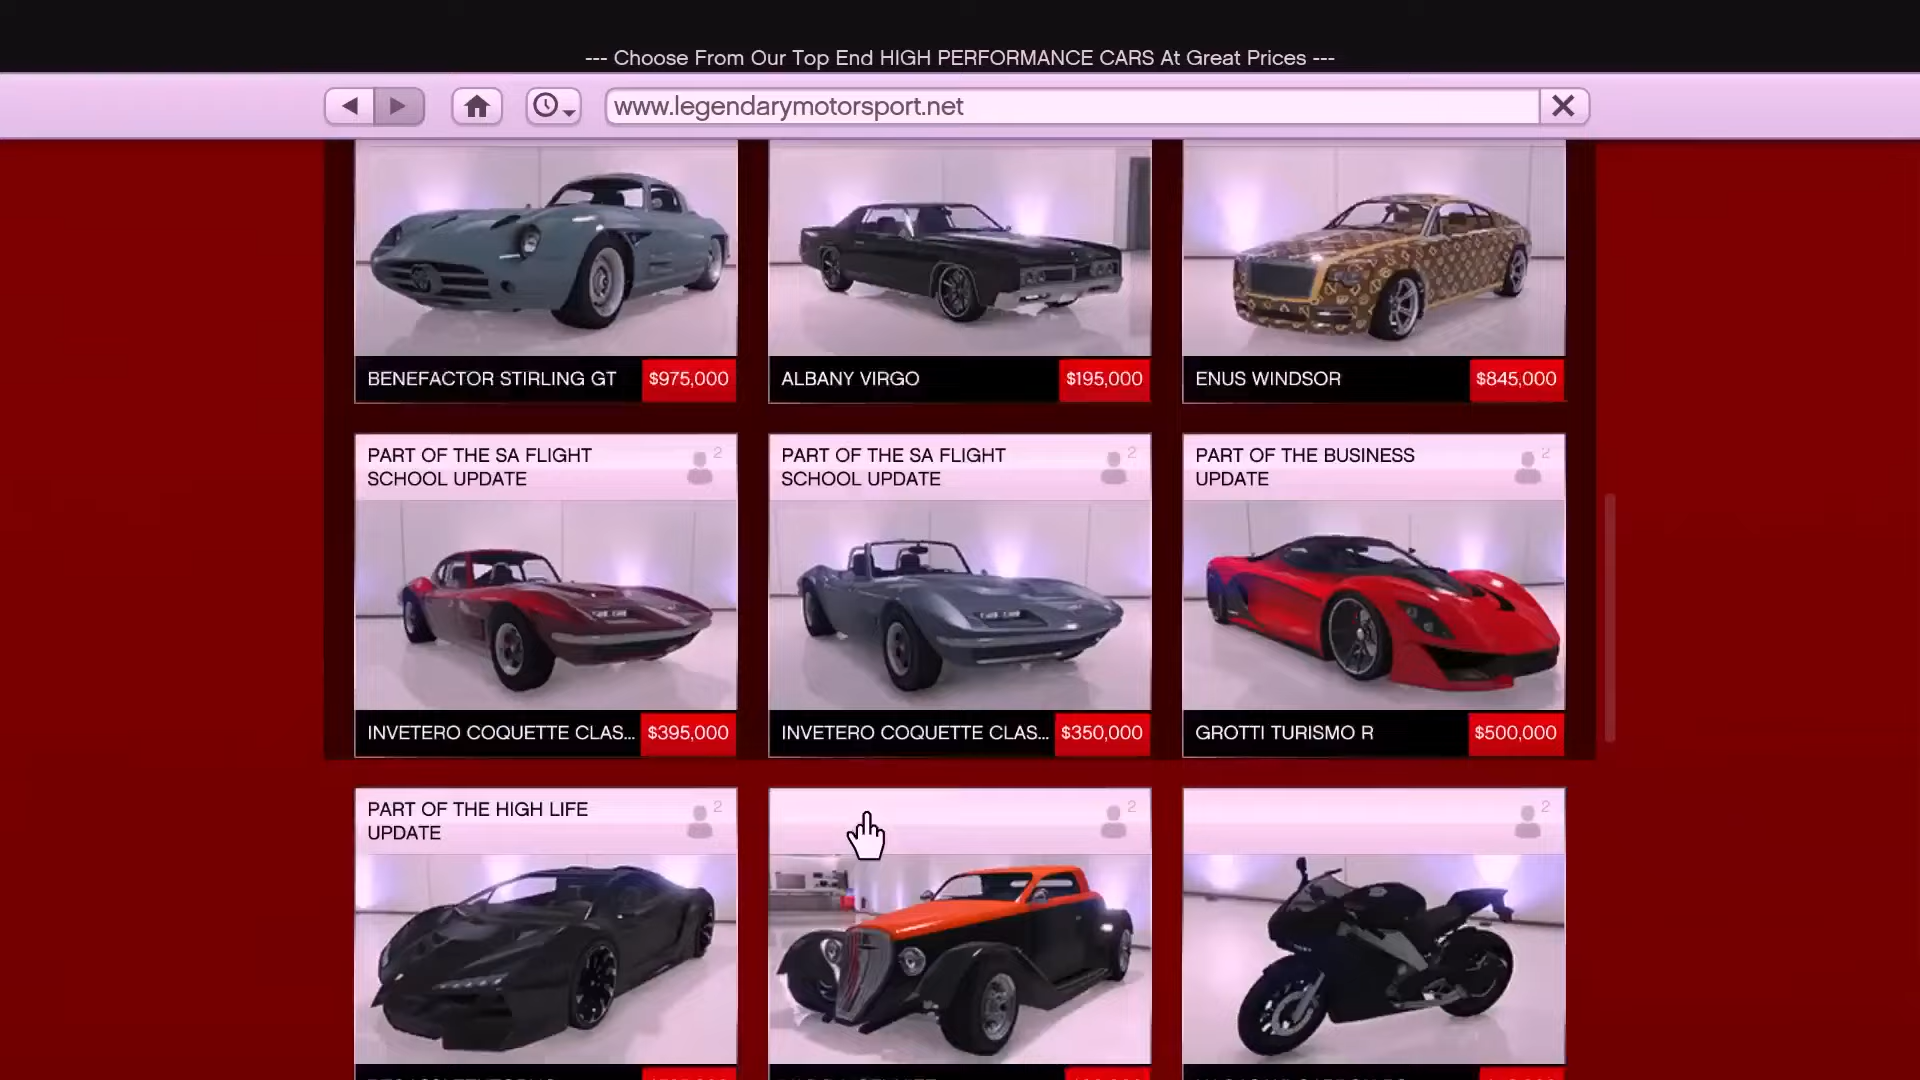 --- Choose From Our Top End HIGH PERFORMANCE CARS At Great Prices ---
www.legendarymotorsport.net
BENEFACTOR STIRLING GT $975,000
ALBANY VIRGO $195,000
ENUS WINDSOR $845,000
PART OF THE SA FLIGHT
SCHOOL UPDATE
2
PART OF THE SA FLIGHT
SCHOOL UPDATE
2
PART OF THE BUSINESS
UPDATE
2
INVETERO COQUETTE CLAS... $395,000
INVETERO COQUETTE CLAS... $350,000
GROTTI TURISMO R $500,000
PART OF THE HIGH LIFE
UPDATE
2
2
2